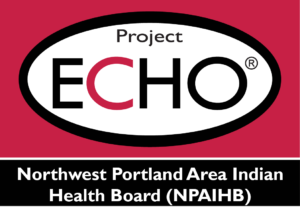 Project
ECHO®
Northwest Portland Area Indian
Health Board (NPAIHB)